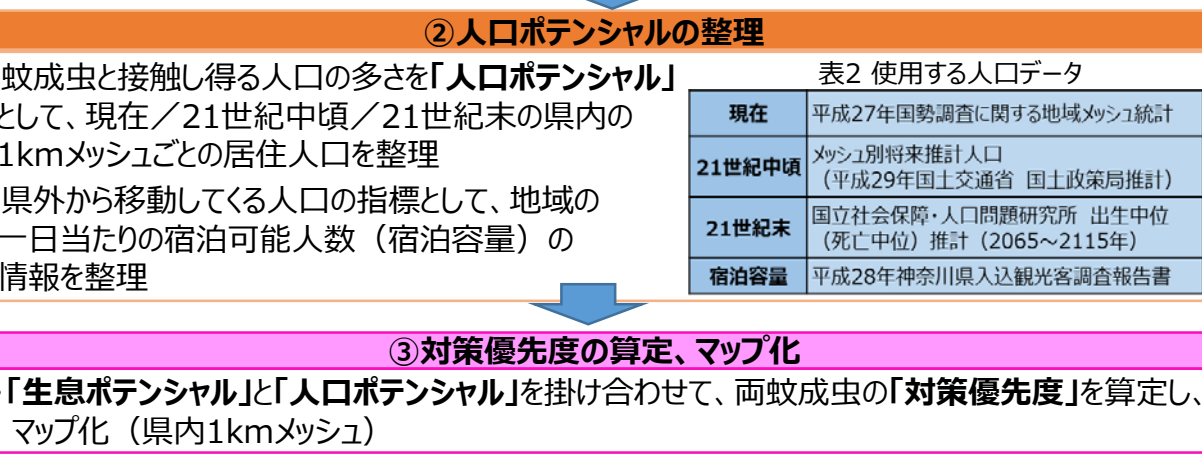 ②人口ポテンシャルの整理
蚊成虫と接触し得る人口の多さを「人口ポテンシャル」
として、現在／21世紀中頃／21世紀末の県内の
1kmメッシュごとの居住人口を整理
県外から移動してくる人口の指標として、地域の
一日当たりの宿泊可能人数（宿泊容量）の
情報を整理
表2 使用する人口データ
現在 平成27年国勢調査に関する地域メッシュ統計
21世紀中頃 メッシュ別将来推計人口
（平成29年国土交通省 国土政策局推計）
21世紀末 国立社会保障・人口問題研究所 出生中位
（死亡中位）推計（2065～2115年）
宿泊容量 平成28年神奈川県入込観光客調査報告書
③対策優先度の算定、マップ化
「生息ポテンシャル」と「人口ポテンシャル」を掛け合わせて、両蚊成虫の「対策優先度」を算定し、
マップ化（県内1kmメッシュ）